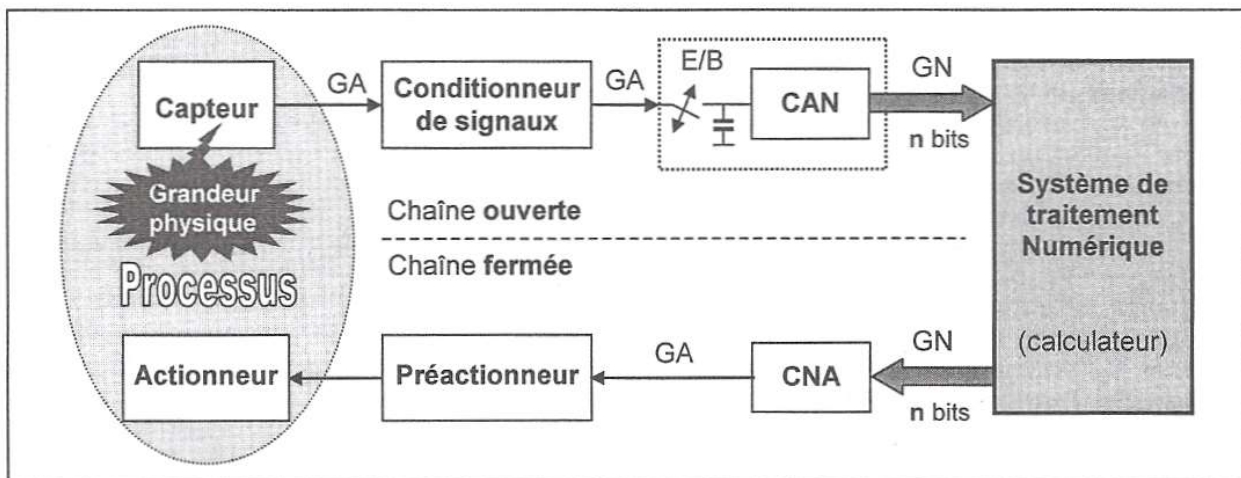 Capteur
GA
Conditionneur
de signaux
GA
E/B
CAN
GN
n bits
Grandeur
physique
Processus
Chaîne ouverte
Chaîne fermée
Système de
traitement
Numérique
(calculateur)
Actionneur
Préactionneur
GA
CNA
GN
n bits